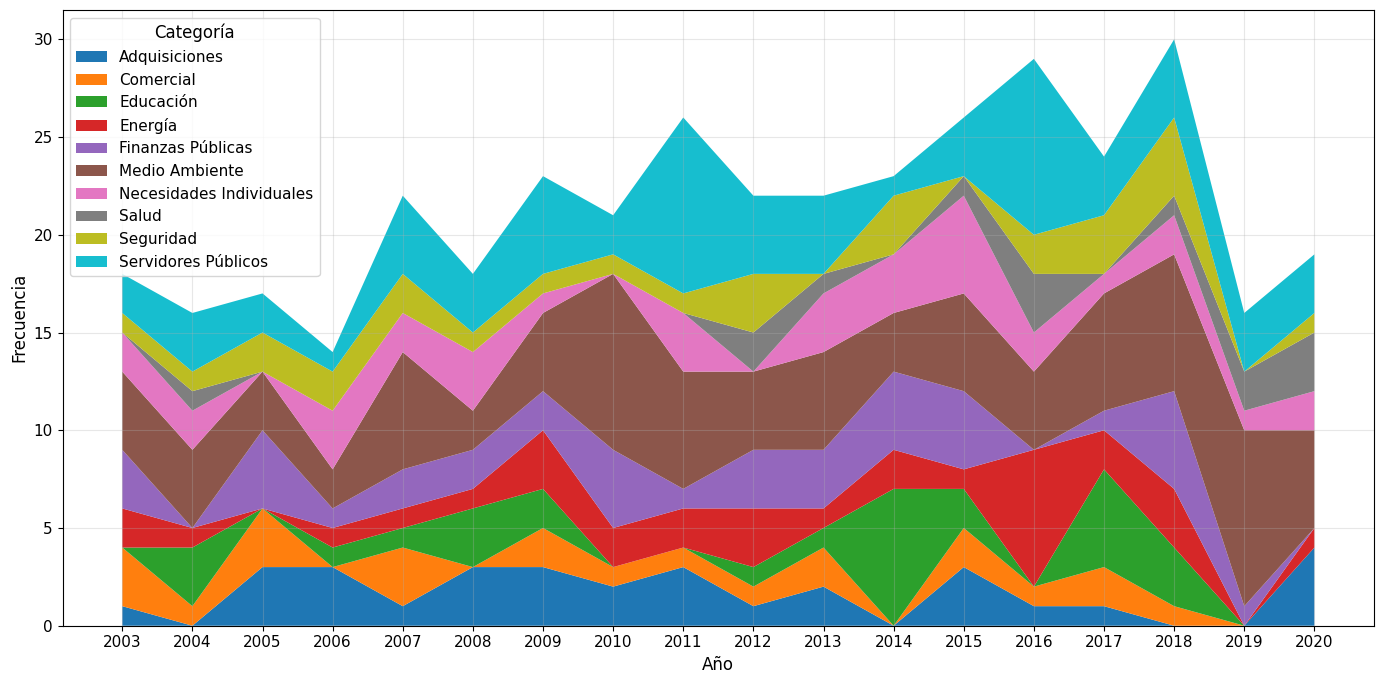 Categoría
Adquisiciones
Comercial
Educación
Energía
Finanzas Públicas
Medio Ambiente
Necesidades Individuales
Salud
Seguridad
Servidores Públicos
Frecuencia
30
25
20
15
10
5
0
2003 2004 2005 2006 2007 2008 2009 2010 2011 2012 2013 2014 2015 2016 2017 2018 2019 2020
Año